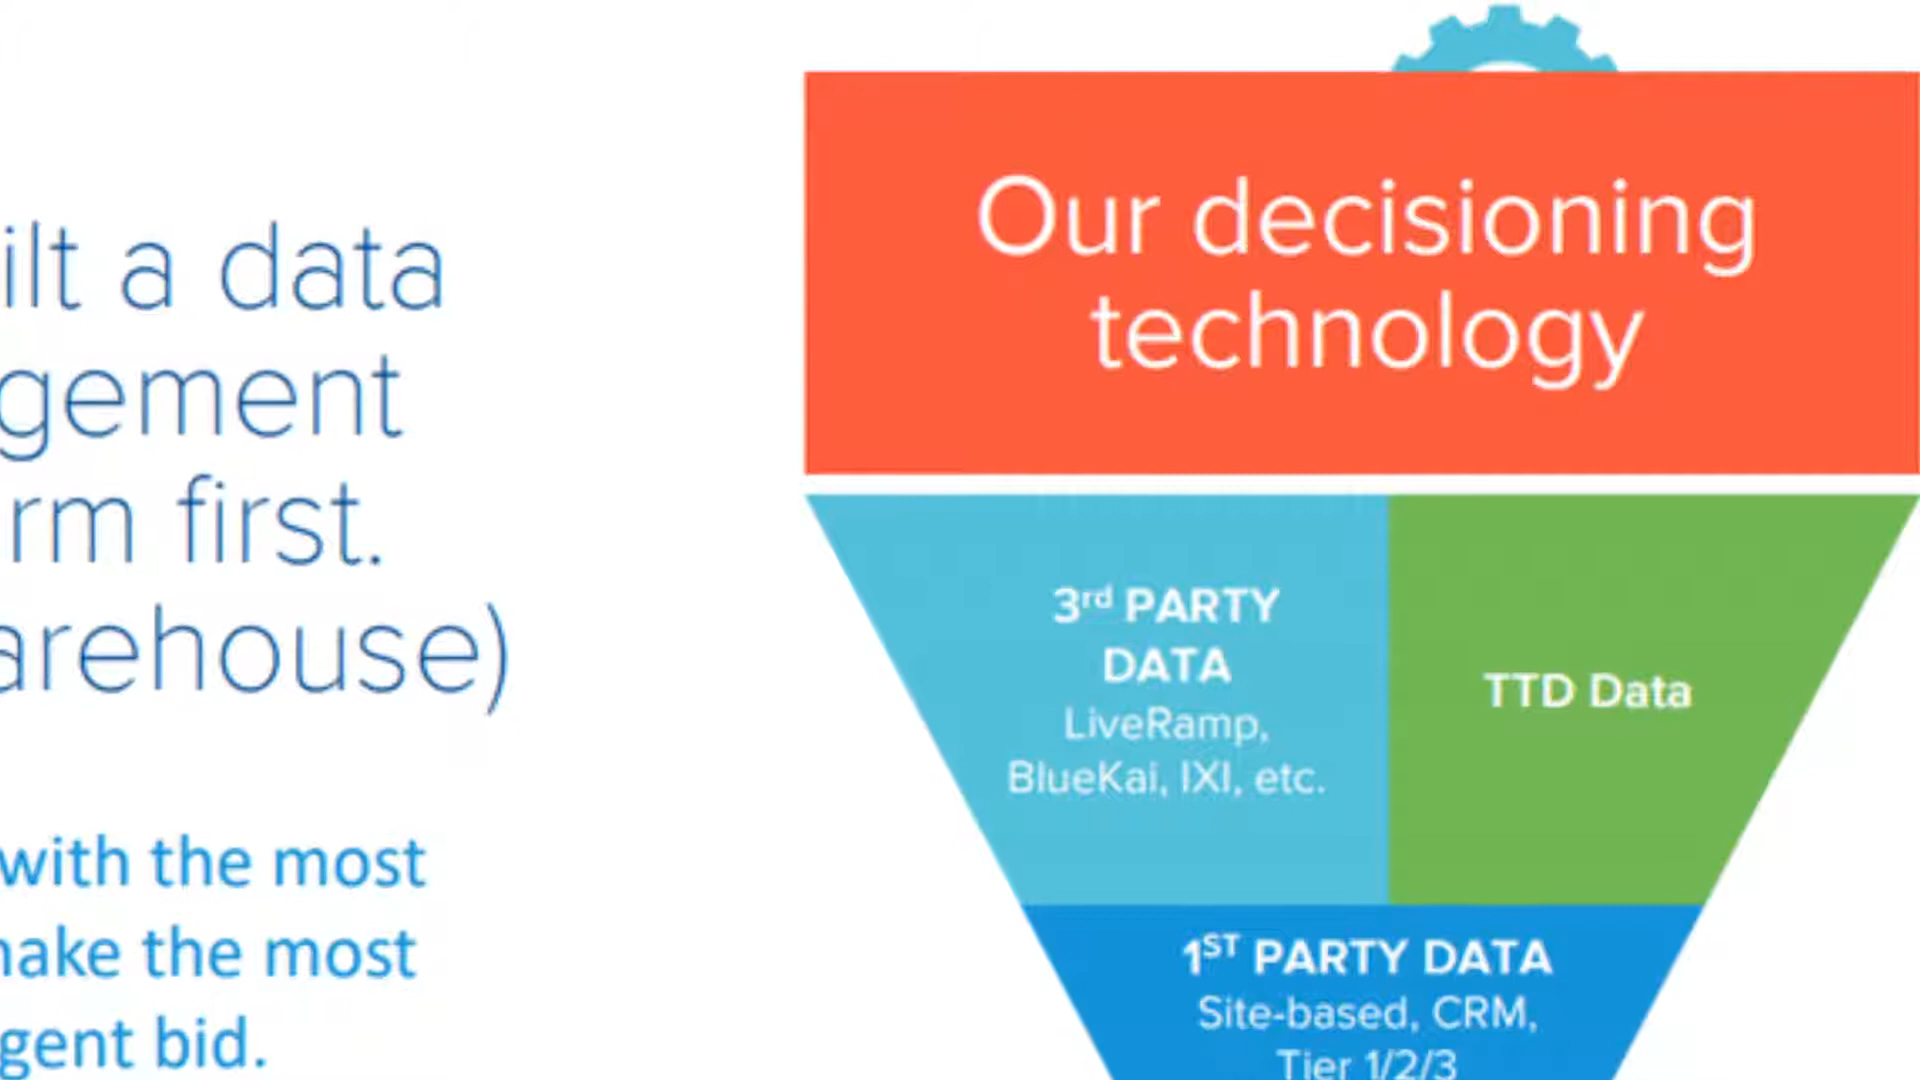 ilt a data
gement
rm first.
arehouse)
with the most
make the most
gent bid.
Our decisioning
technology
3rd PARTY
DATA
LiveRamp,
BlueKai, IXI, etc.
TTD Data
1ST PARTY DATA
Site-based, CRM,
Tier 1/2/3